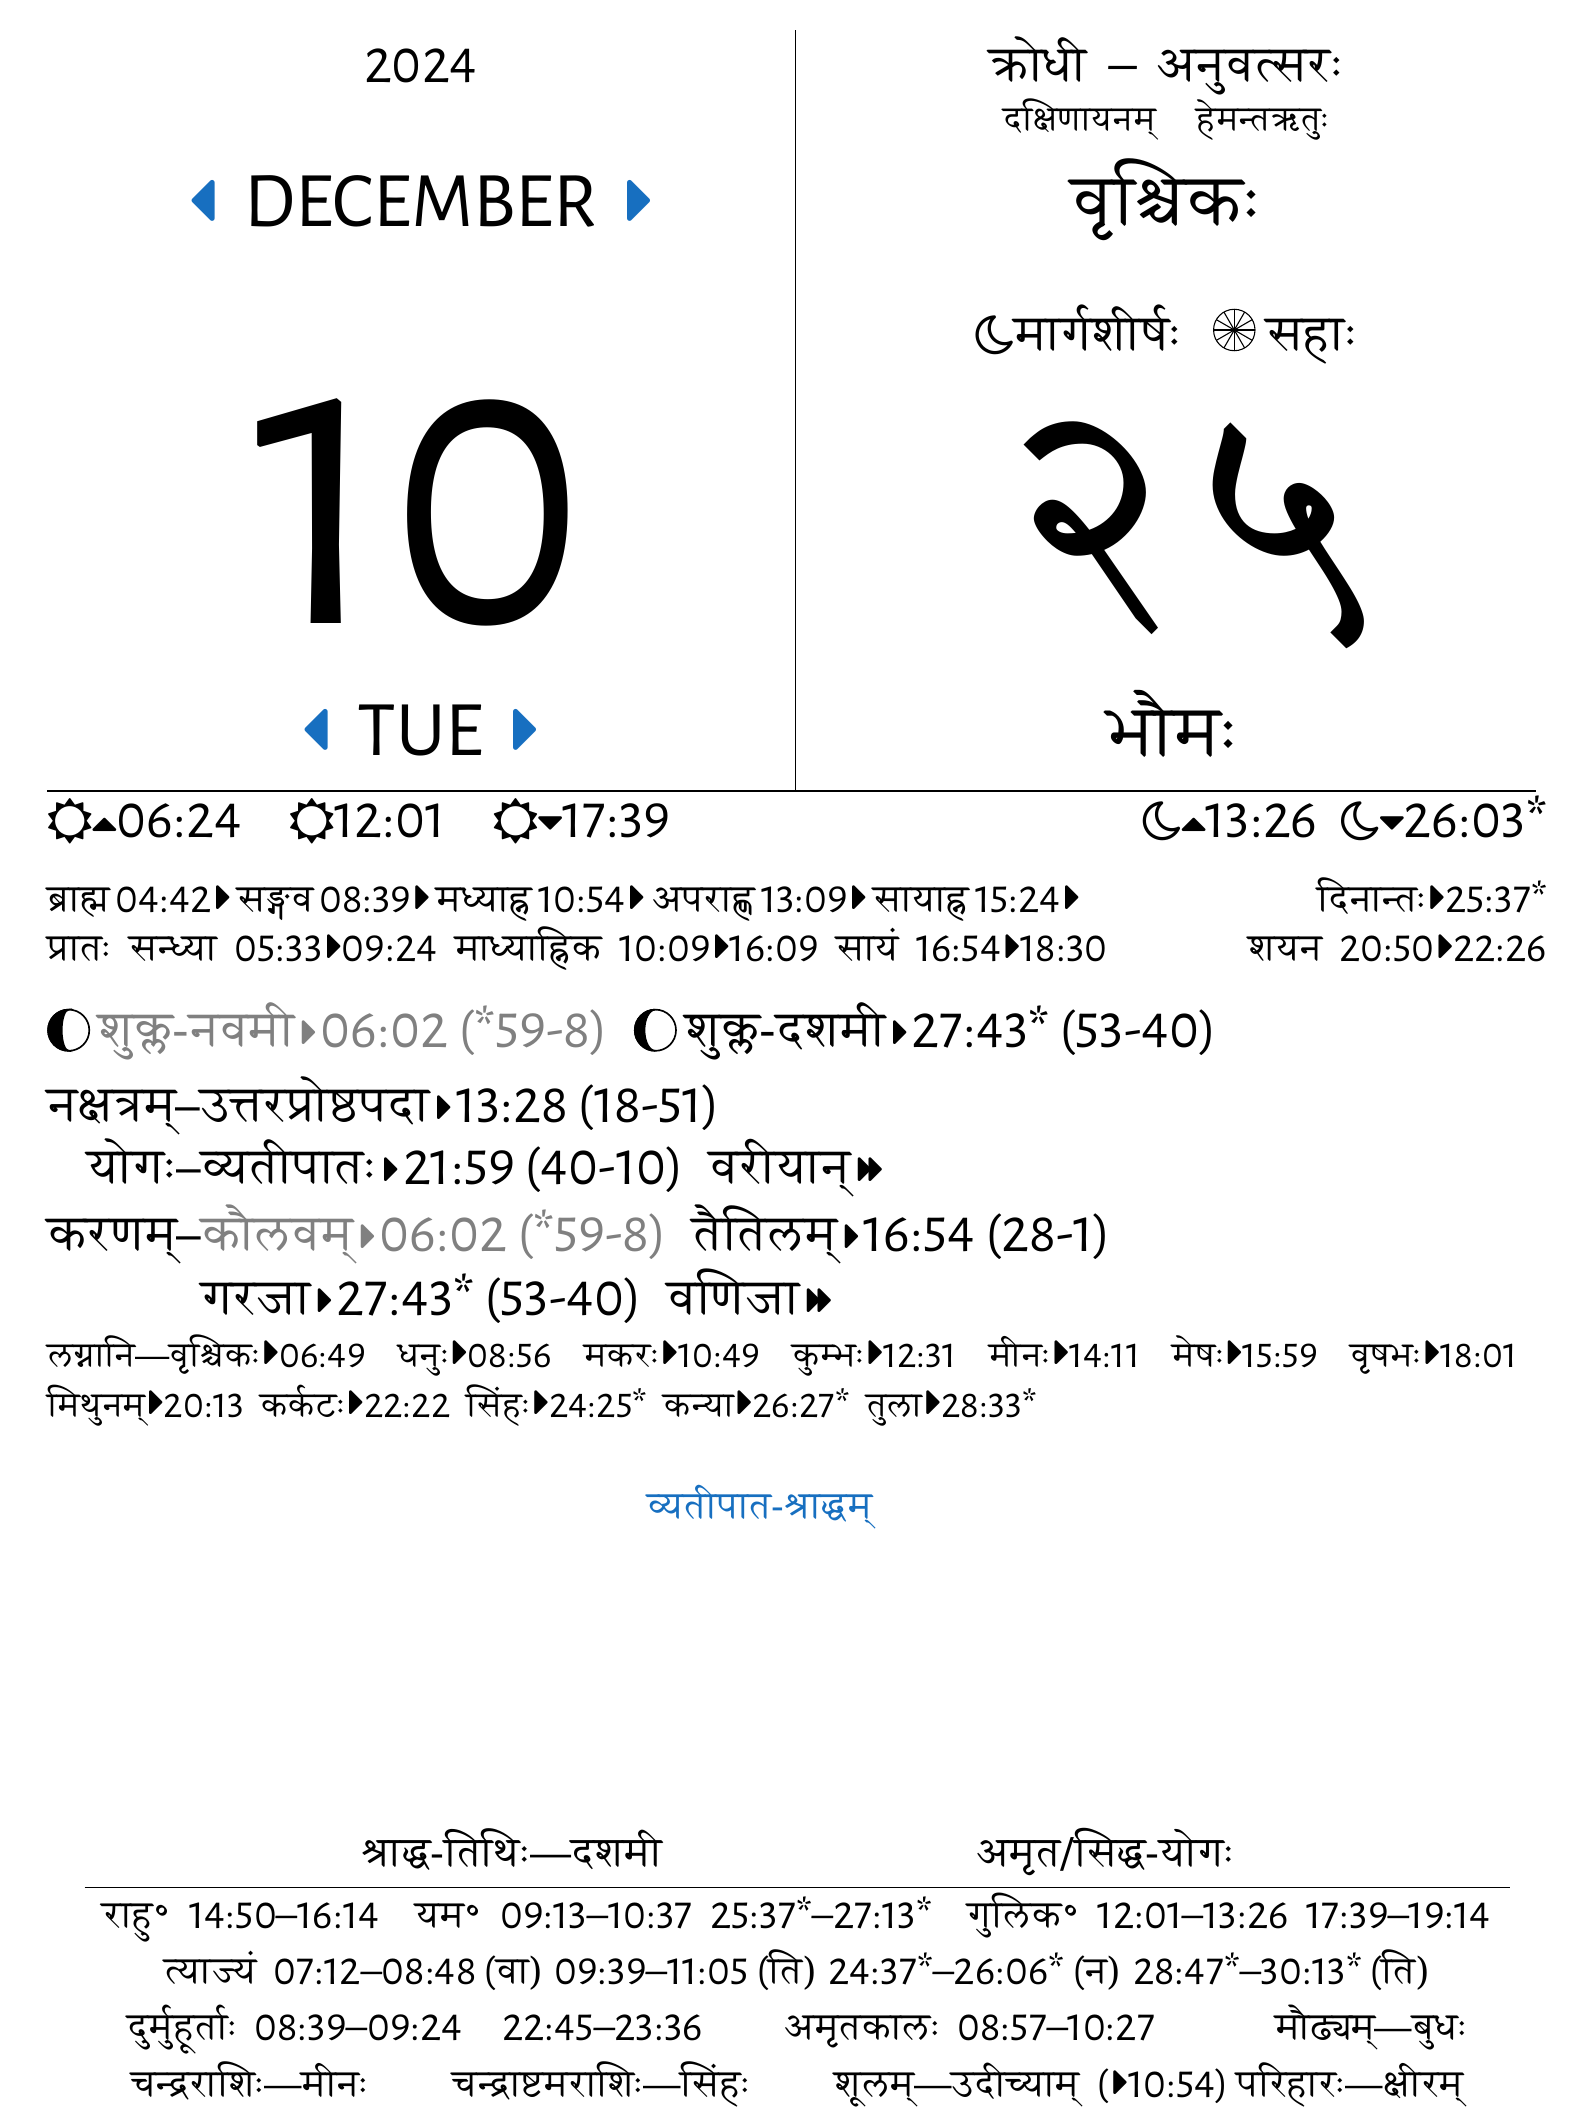 2024
DECEMBER
10
TUE
क्रोधी – अनुवत्सरः
दक्षिणायनम् हेमन्तऋतुः
वृश्चिकः
मार्गशीर्षः सहाः
२५
भौमः
06:24 12:01 17:39 13:26 26:03*
ब्राह्म 04:42 सङ्गव 08:39 मध्याह्न 10:54 अपराह्ण 13:09 सायाह्न 15:24 दिनान्तः 25:37*
प्रातः सन्ध्या 05:33 09:24 माध्याह्निक 10:09 16:09 सायं 16:54 18:30 शयन 20:50 22:26
शुक्ल-नवमी 06:02 (*59-8) शुक्ल-दशमी 27:43* (53-40)
नक्षत्रम्–उत्तरप्रोष्ठपदा 13:28 (18-51)
योगः–व्यतीपातः 21:59 (40-10) वरीयान्
करणम्–कौलवम् 06:02 (*59-8) तैतिलम् 16:54 (28-1)
गरजा 27:43* (53-40) वणिजा
लग्नानि—वृश्चिकः 06:49 धनुः 08:56 मकरः 10:49 कुम्भः 12:31 मीनः 14:11 मेषः 15:59 वृषभः 18:01
मिथुनम् 20:13 कर्कटः 22:22 सिंहः 24:25* कन्या 26:27* तुला 28:33*
व्यतीपात-श्राद्धम्
श्राद्ध-तिथिः—दशमी अमृत/सिद्ध-योगः
राहु॰ 14:50–16:14 यम॰ 09:13–10:37 25:37*–27:13* गुलिक॰ 12:01–13:26 17:39–19:14
त्याज्यं 07:12–08:48 (वा) 09:39–11:05 (ति) 24:37*–26:06* (न) 28:47*–30:13* (ति)
दुर्मुहूर्ताः 08:39–09:24 22:45–23:36 अमृतकालः 08:57–10:27 मौढ्यम्—बुधः
चन्द्रराशिः—मीनः चन्द्राष्टमराशिः—सिंहः शूलम्—उदीच्याम् (10:54) परिहारः—क्षीरम्